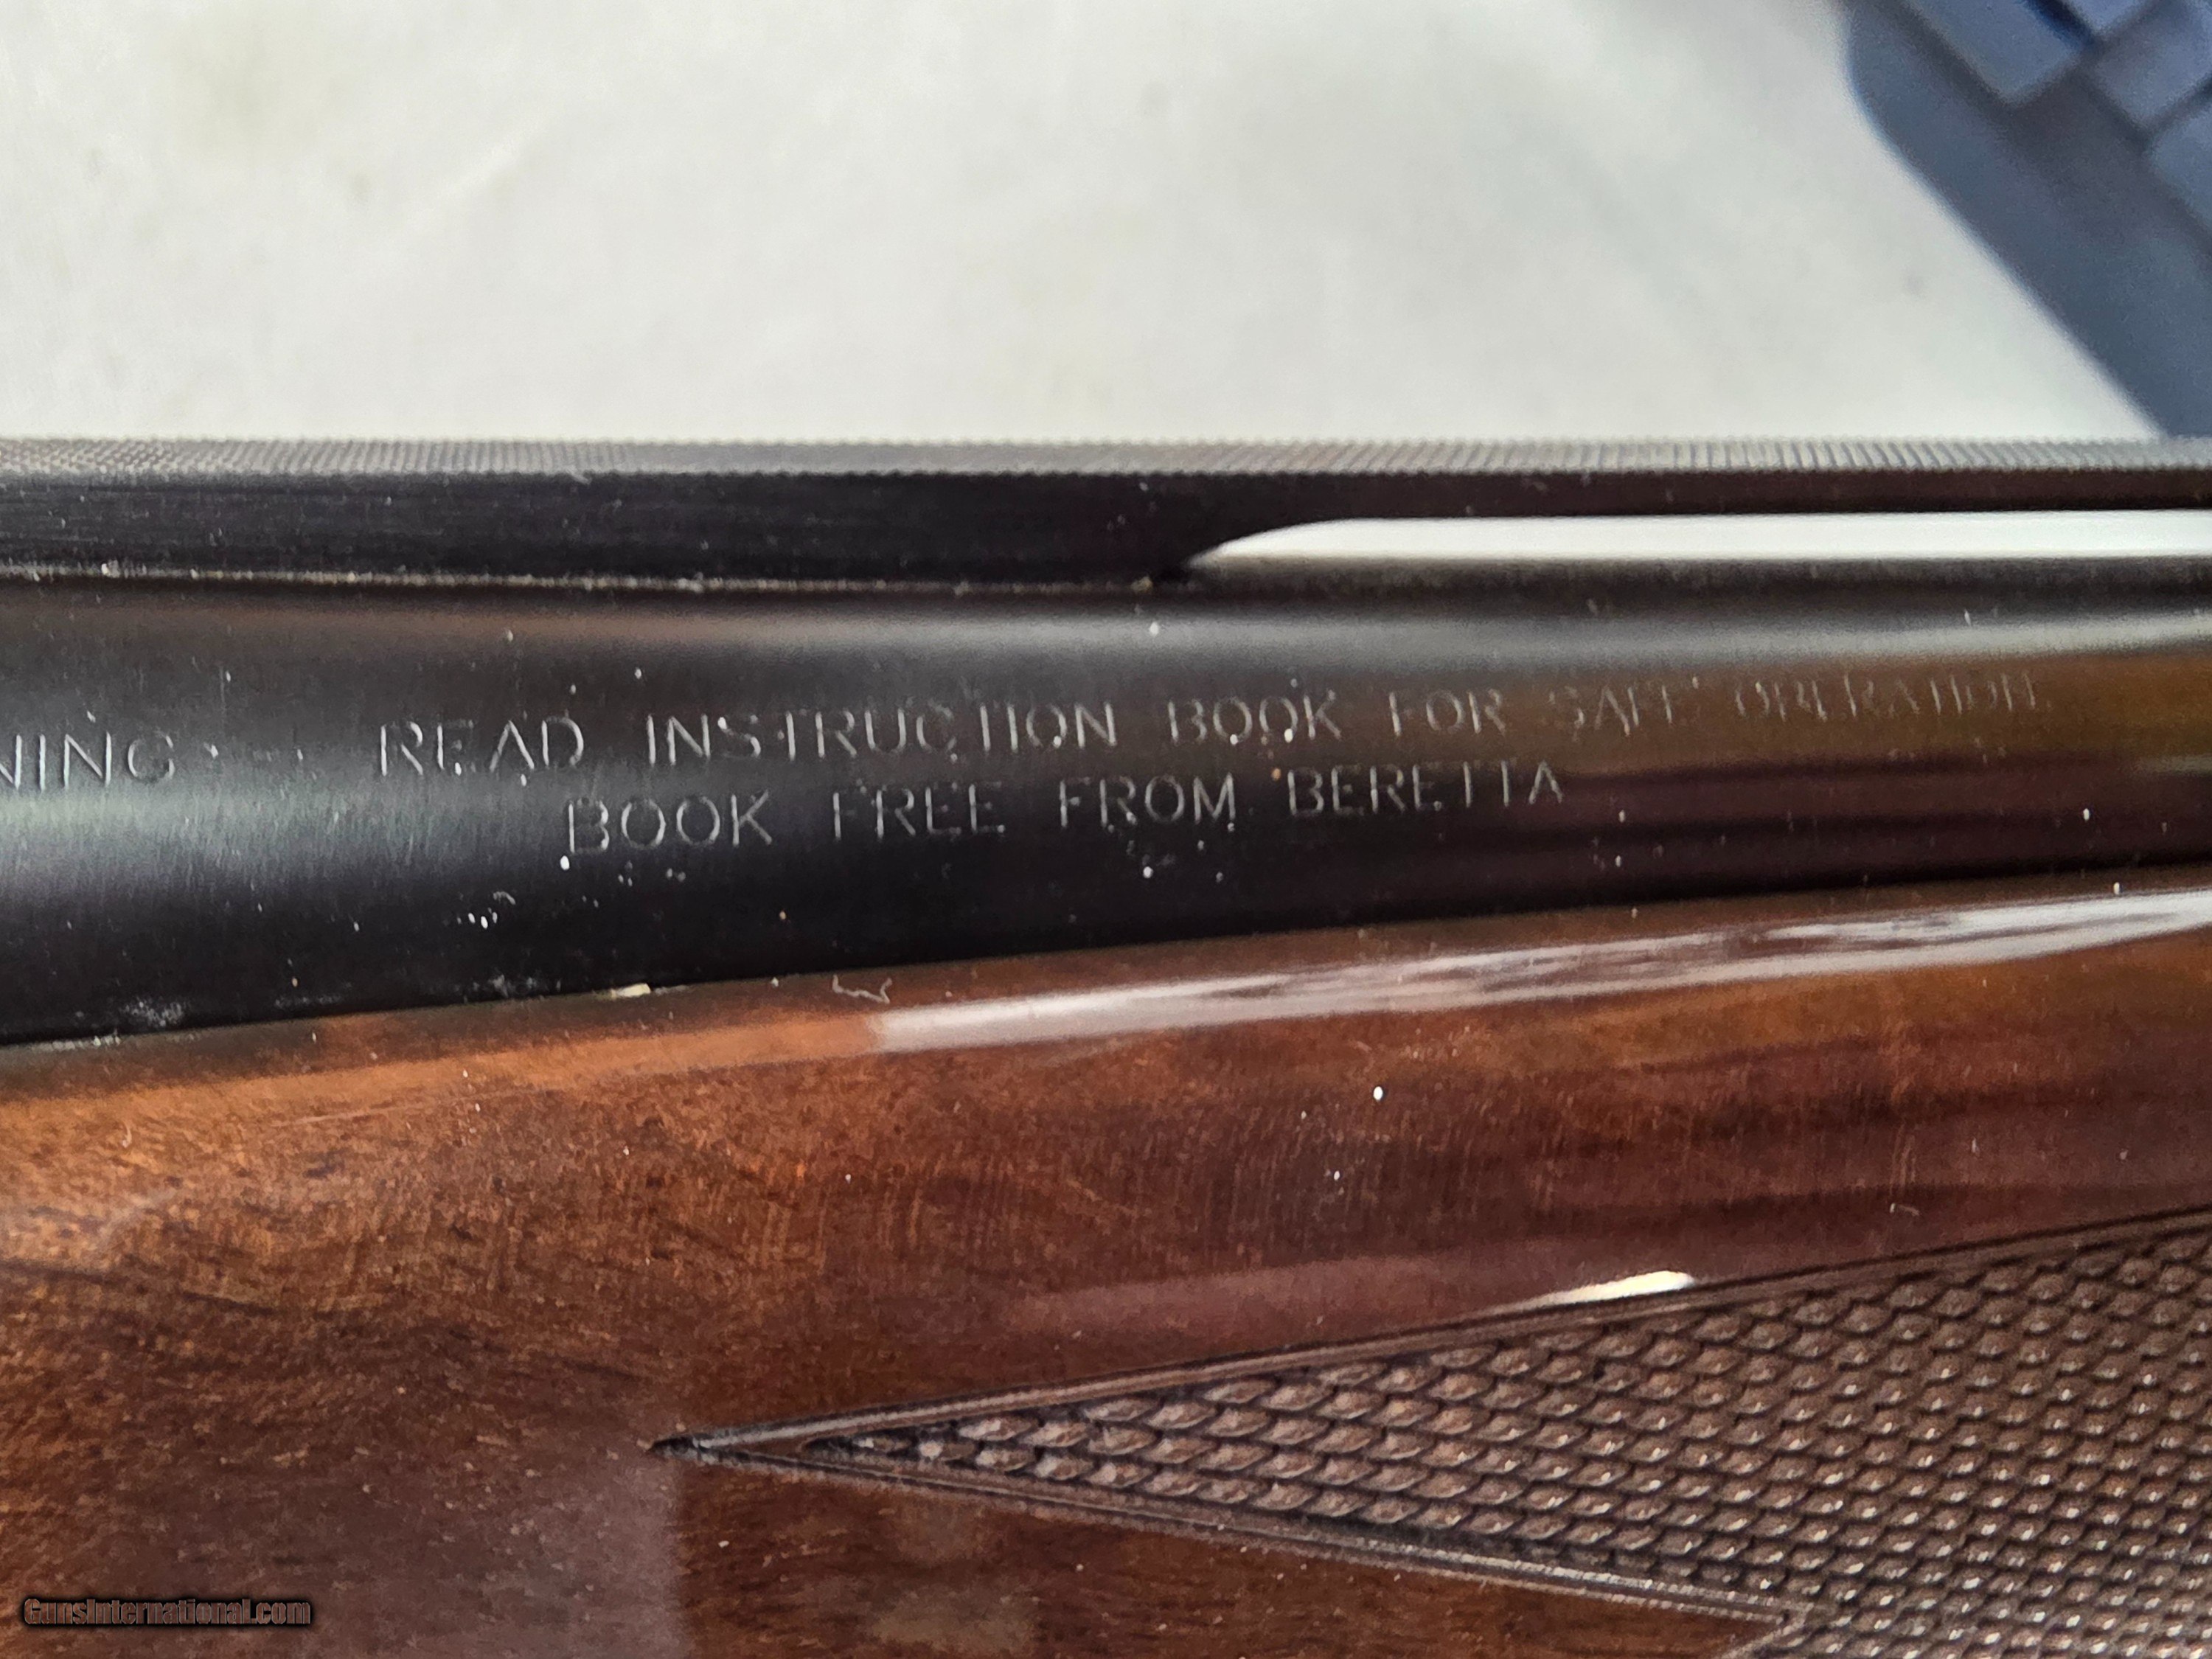 NING - READ INSTRUCTION BOOK FOR SAFE OPERATION.
BOOK FREE FROM BERETTA
GunsInternational.com